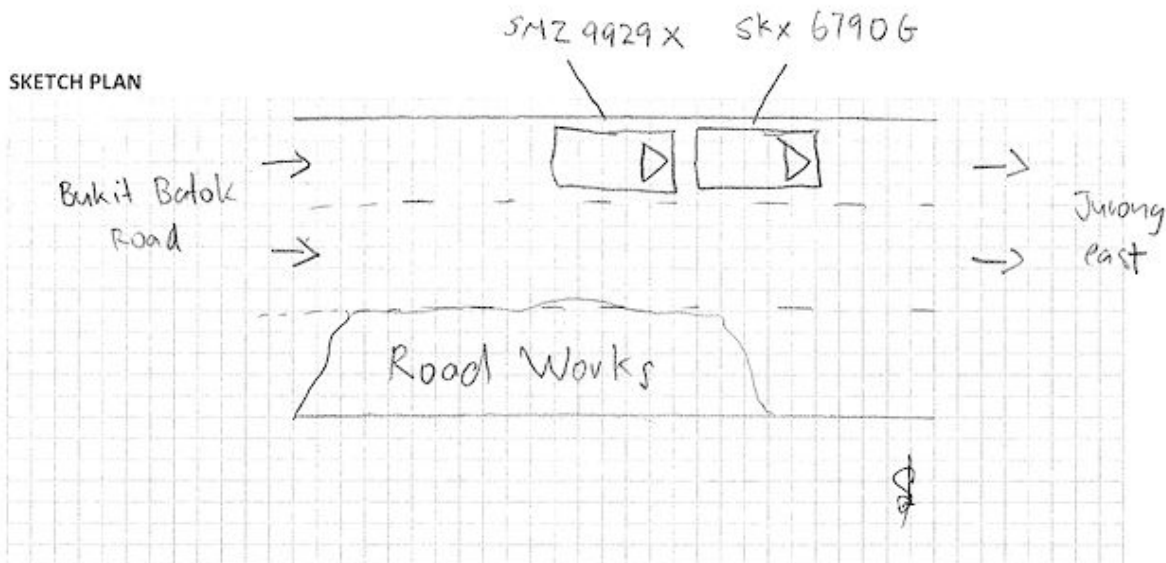 SMZ 9929 X SKX 6790 G
SKETCH PLAN
Bukit Batok
Road
Jurong
east
Road Works